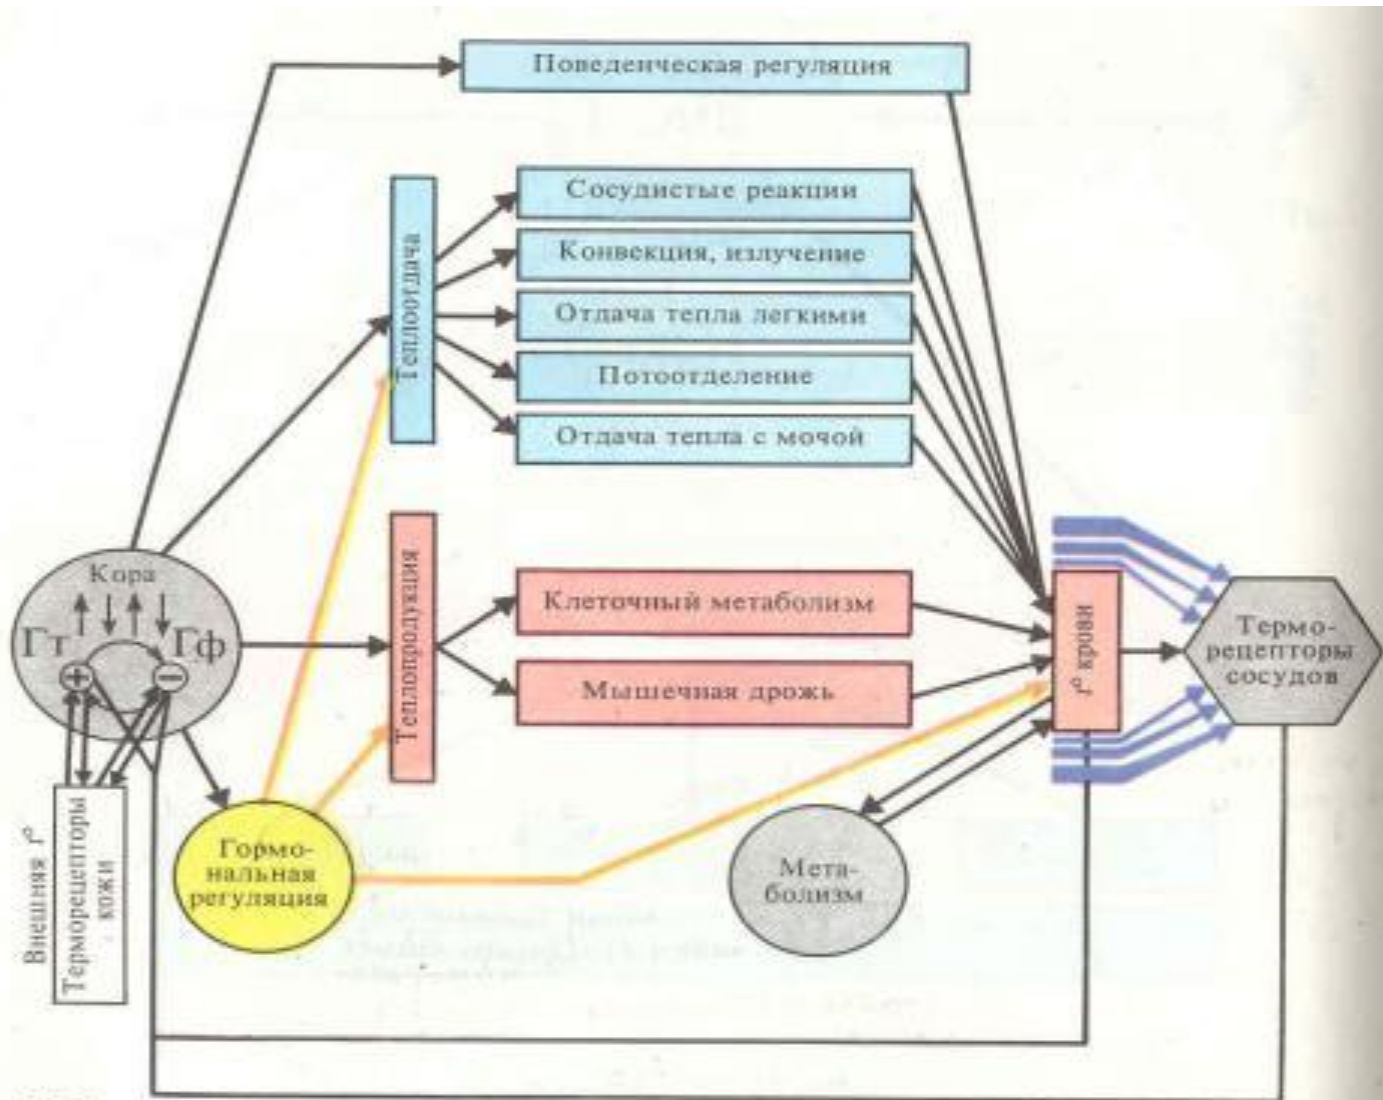 Поведенческая регуляция
Теплоотдача
Сосудистые реакции
Конвекция, излучение
Отдача тепла легкими
Потоотделение
Отдача тепла с мочой
Кора
Гт Гф
+ −
Теплопродукция
Клеточный метаболизм
Мышечная дрожь
t° крови
Термо-
рецепторы
сосудов
Внешняя t°
Терморецепторы
кожи
Гормо-
нальная
регуляция
Мета-
болизм